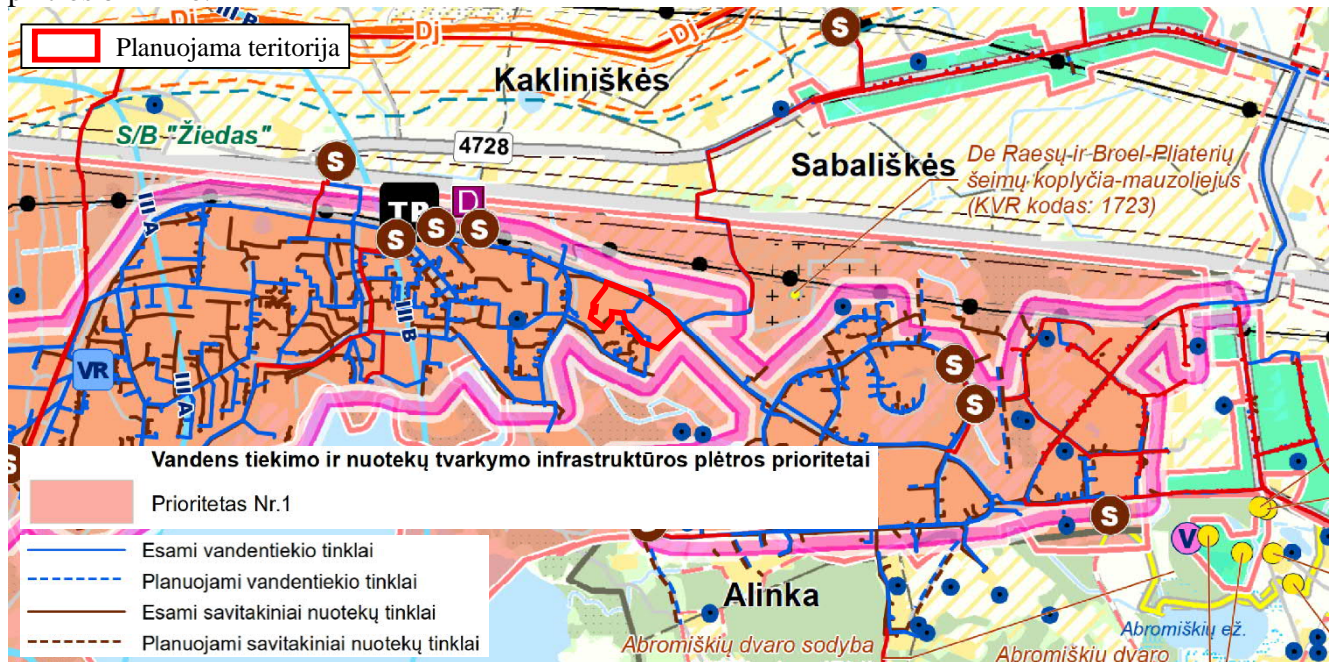 Planuojama teritorija
III B
Dj
Dj
S
Kakliniškės
S/B "Žiedas"
4728
S
Sabališkės
De Raesų ir Broel-Pliaterių
šeimų koplyčia-mauzoliejus
(KVR kodas: 1723)
III A
TP
D
S
S
S
III B
VR
III A
S
S
S
Vandens tiekimo ir nuotekų tvarkymo infrastruktūros plėtros prioritetai
Prioritetas Nr.1
S
S
V
Esami vandentiekio tinklai
Planuojami vandentiekio tinklai
Esami savitakiniai nuotekų tinklai
Planuojami savitakiniai nuotekų tinklai
Alinka
Abromiškių ež.
Abromiškių dvaro sodyba
Abromiškių dvaro